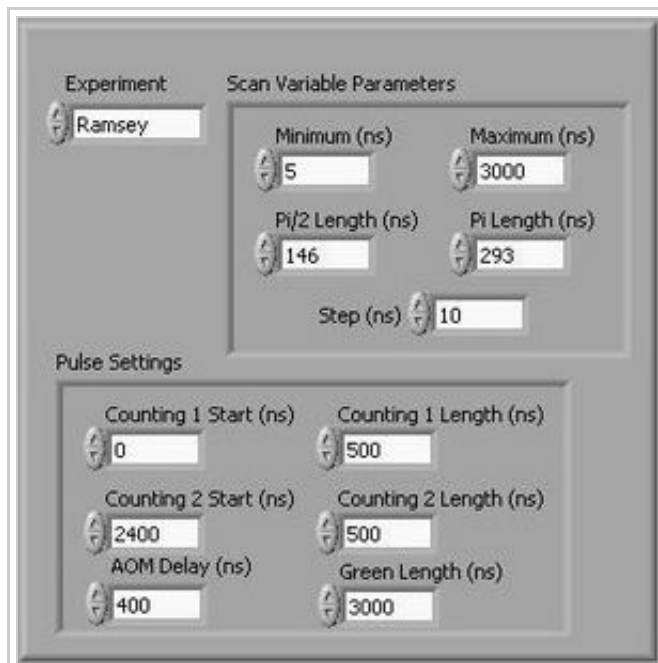 Experiment
Ramsey
Scan Variable Parameters
Minimum (ns)
Maximum (ns)
5
3000
Pi/2 Length (ns)
Pi Length (ns)
146
293
Step (ns)
10
Pulse Settings
Counting 1 Start (ns)
Counting 1 Length (ns)
0
500
Counting 2 Start (ns)
Counting 2 Length (ns)
2400
500
AOM Delay (ns)
Green Length (ns)
400
3000